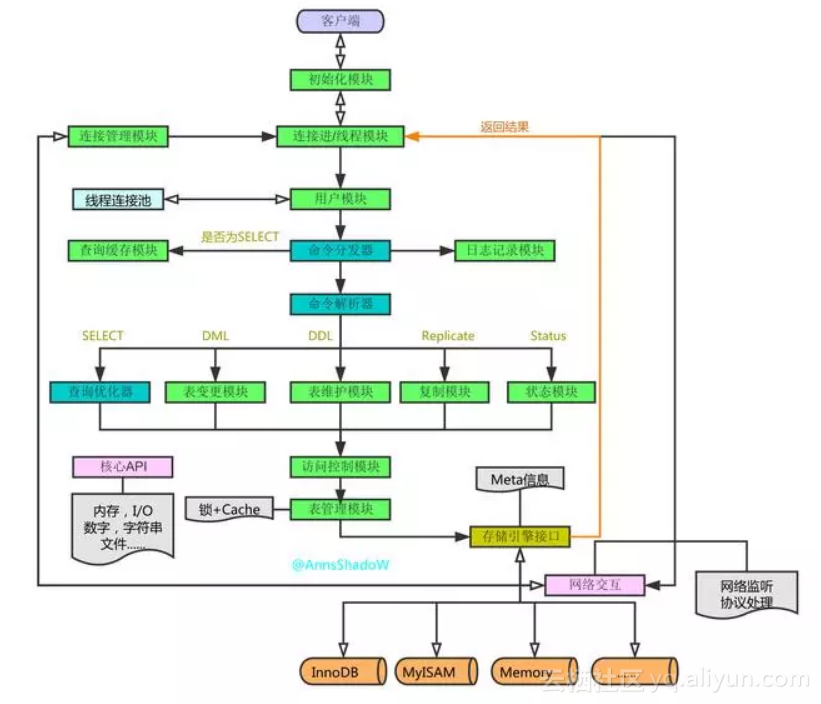 客户端
初始化模块
连接管理模块
连接进/线程模块
返回结果
线程连接池
用户模块
是否为SELECT
查询缓存模块
命令分发器
日志记录模块
命令解析器
SELECT
DML
DDL
Replicate
Status
查询优化器
表变更模块
表维护模块
复制模块
状态模块
核心API
访问控制模块
Meta信息
内存，I/O
数字，字符串
文件......
锁+Cache
表管理模块
存储引擎接口
@AnnsShadoW
网络交互
网络监听
协议处理
InnoDB
MyISAM
Memory
......
云栖社区 yq.aliyun.com